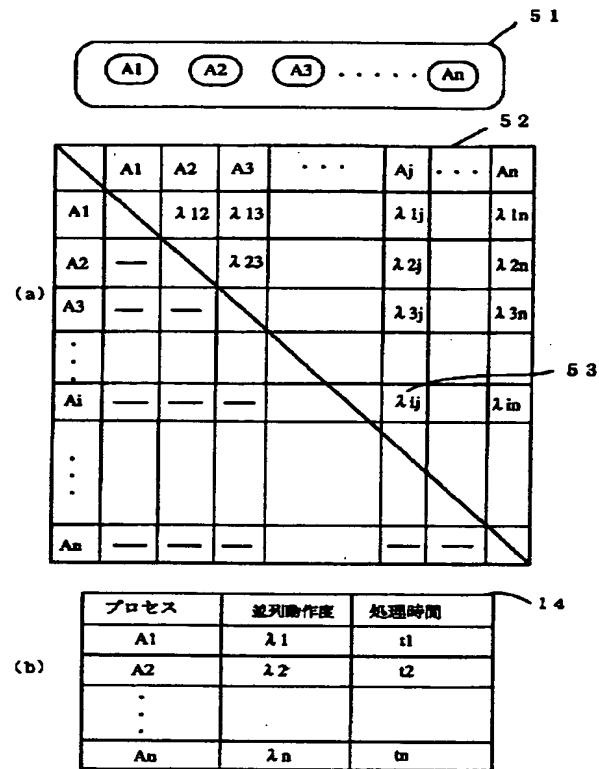 51
A1 A2 A3 ····· An
52
A1 A2 A3 ··· Aj ··· An
A1 λ12 λ13 λ1j λ1n
A2 — λ23 λ2j λ2n
(a)
A3 — — λ3j λ3n
53
Ai — — — λij λin
An — — — — —
14
プロセス 並列動作度 処理時間
A1 λ1 t1
(b)
A2 λ2 t2
An λn tn